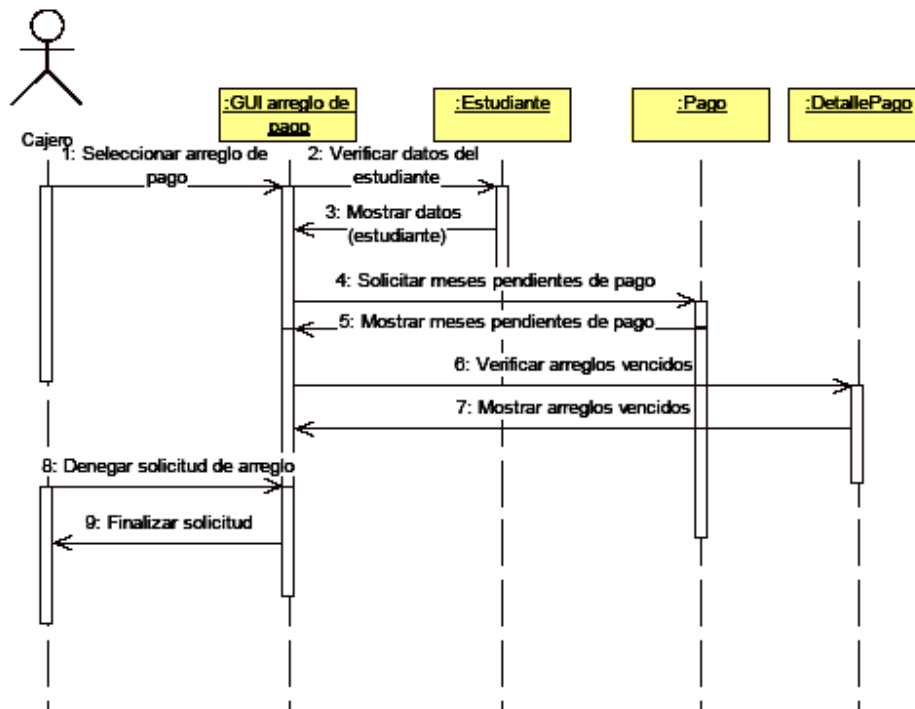 :GUI arreglo de
pago
:Estudiante
:Pago
:DetallePago
Cajero
1: Seleccionar arreglo de
pago
2: Verificar datos del
estudiante
3: Mostrar datos
(estudiante)
4: Solicitar meses pendientes de pago
5: Mostrar meses pendientes de pago
6: Verificar arreglos vencidos
7: Mostrar arreglos vencidos
8: Denegar solicitud de arreglo
9: Finalizar solicitud